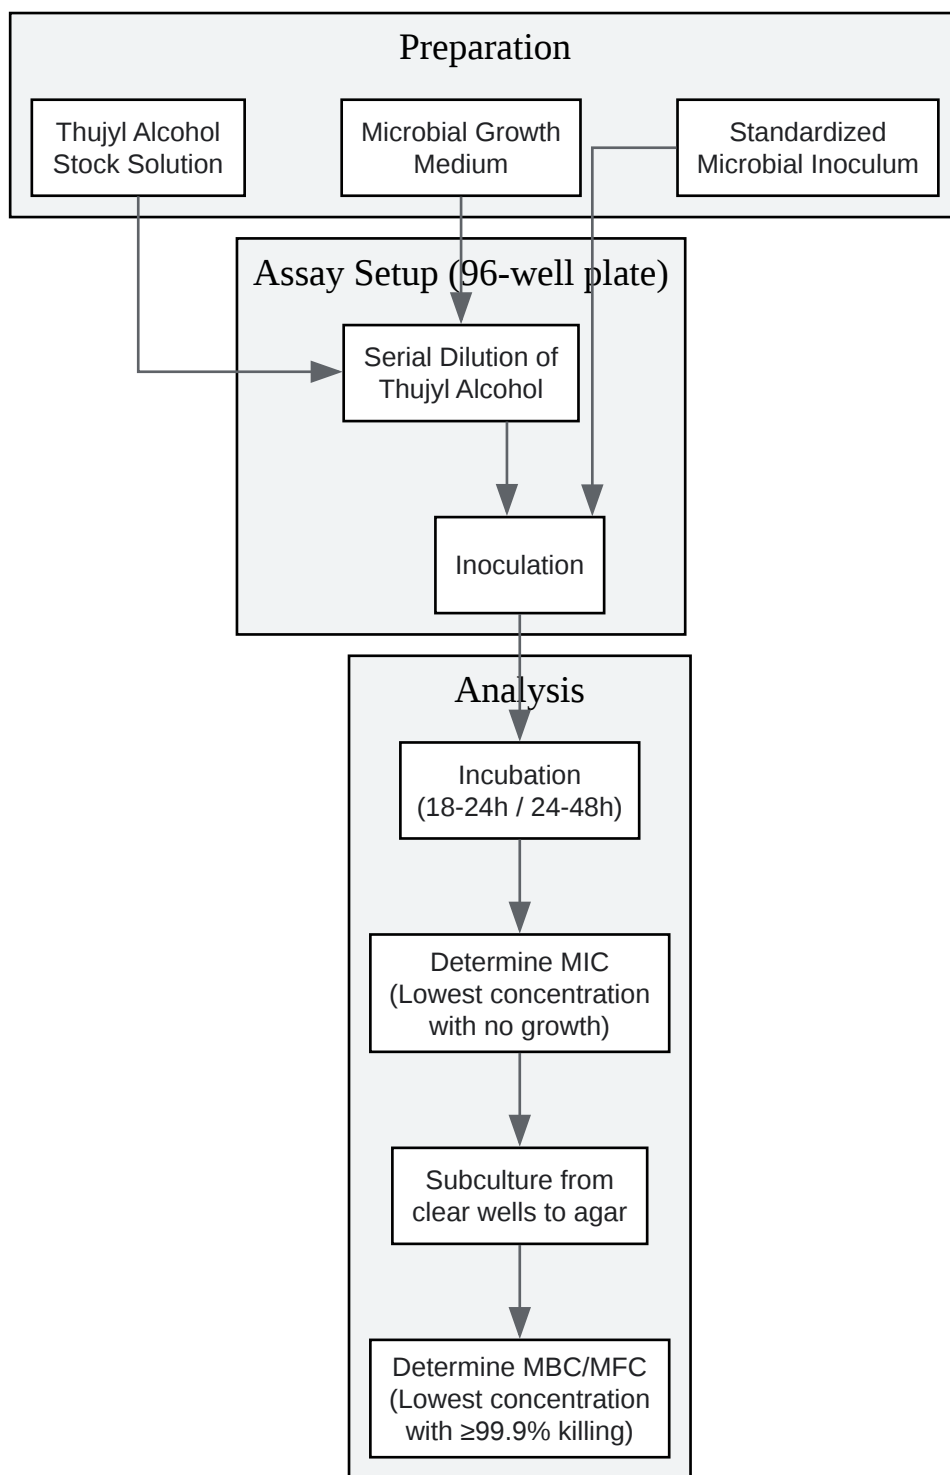 Preparation
Thujyl Alcohol
Stock Solution
Microbial Growth
Medium
Standardized
Microbial Inoculum
Assay Setup (96-well plate)
Serial Dilution of
Thujyl Alcohol
Inoculation
Analysis
Incubation
(18-24h / 24-48h)
Determine MIC
(Lowest concentration
with no growth)
Subculture from
clear wells to agar
Determine MBC/MFC
(Lowest concentration
with ≥99.9% killing)